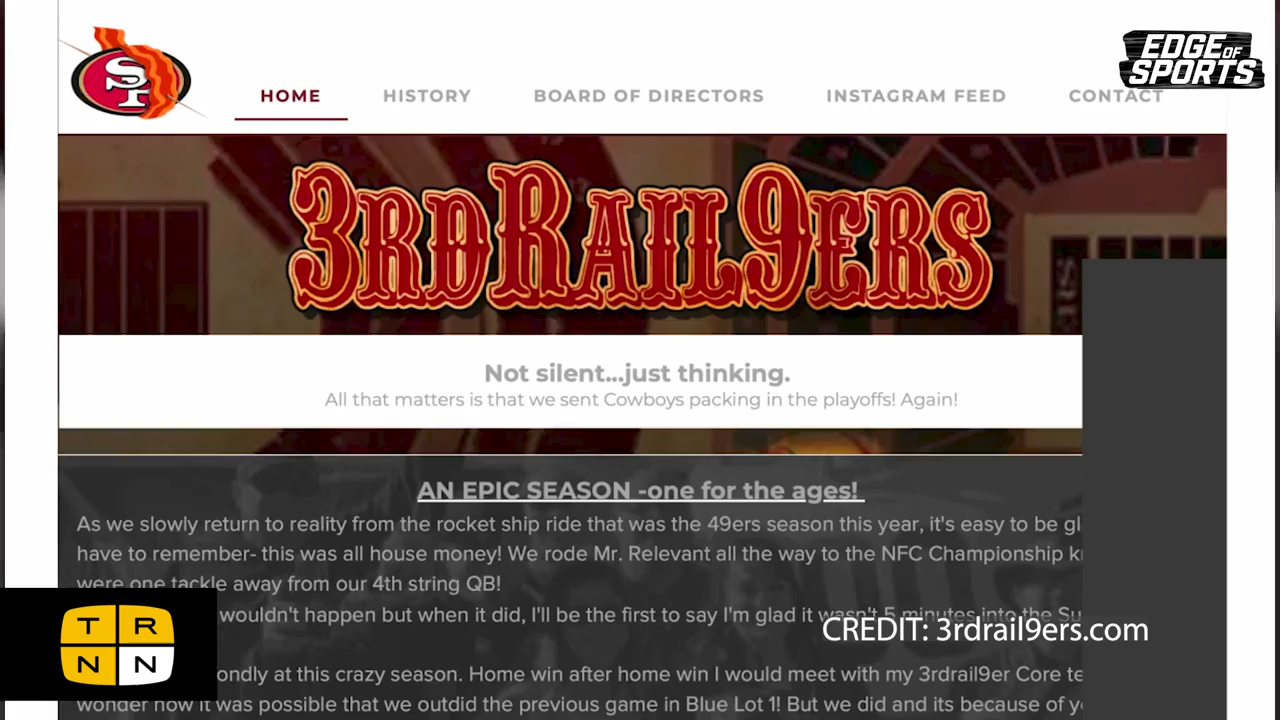 SF
HOME HISTORY BOARD OF DIRECTORS INSTAGRAM FEED CONTACT
EDGE OF SPORTS
3RDRAIL9ERS
Not silent...just thinking.
All that matters is that we sent Cowboys packing in the playoffs! Again!
AN EPIC SEASON -one for the ages!
As we slowly return to reality from the rocket ship ride that was the 49ers season this year, it's easy to be
have to remember- this was all house money! We rode Mr. Relevant all the way to the NFC Championship
were one tackle away from our 4th string QB!
wouldn't happen but when it did, I'll be the first to say I'm glad it wasn't 5 minutes into the
CREDIT: 3rdrail9ers.com
TRNN
at this crazy season. Home win after home win I would meet with my 3rdrail9er Core
wonder how it was possible that we outdid the previous game in Blue Lot 1! But we did and its because of